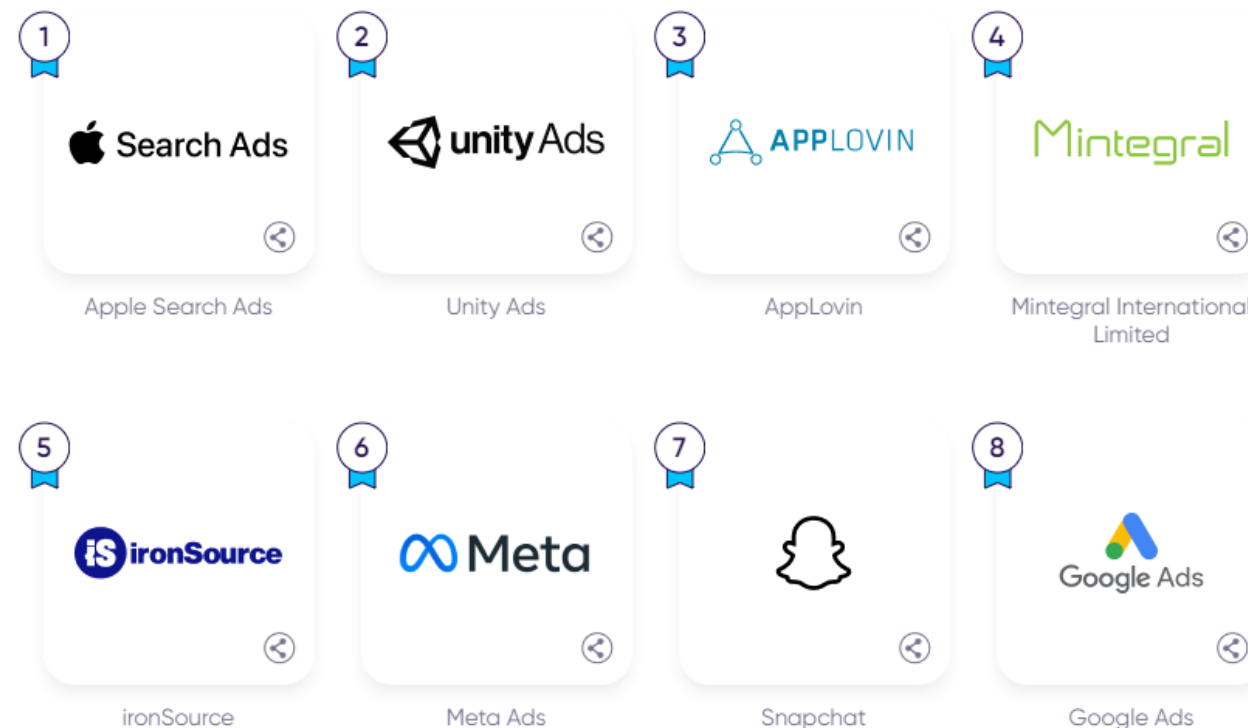 1
2
3
4
Search Ads
unity Ads
APPLOVIN
Mintegral
Apple Search Ads
Unity Ads
AppLovin
Mintegral International
Limited
5
6
7
8
iS ironSource
Meta
Google Ads
ironSource
Meta Ads
Snapchat
Google Ads